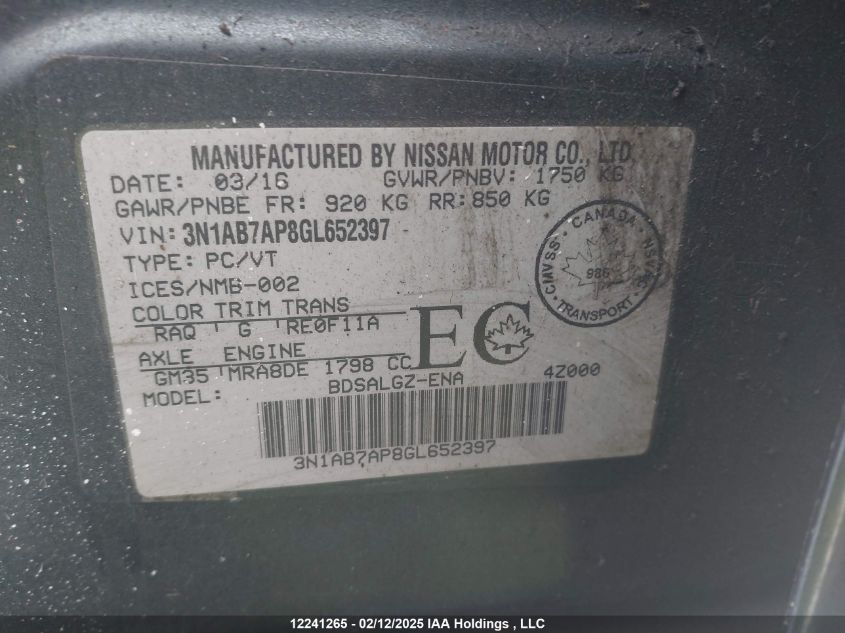 MANUFACTURED BY NISSAN MOTOR CO., LTD.
DATE: 03/16 GVWR/PNBV: 1750 KG
GAWR/PNBE FR: 920 KG RR: 850 KG
VIN: 3N1AB7AP8GL652397
TYPE: PC/VT
ICES/NMB-002
COLOR TRIM TRANS
RAQ G RE0F11A
AXLE ENGINE
GM35 MRA8DE 1798 CC
MODEL: BDSALGZ-ENA 4Z000
EC
CANADA
CMVSS - NSVAC
986
TRANSPORT
3N1AB7AP8GL652397
12241265 - 02/12/2025 IAA Holdings , LLC